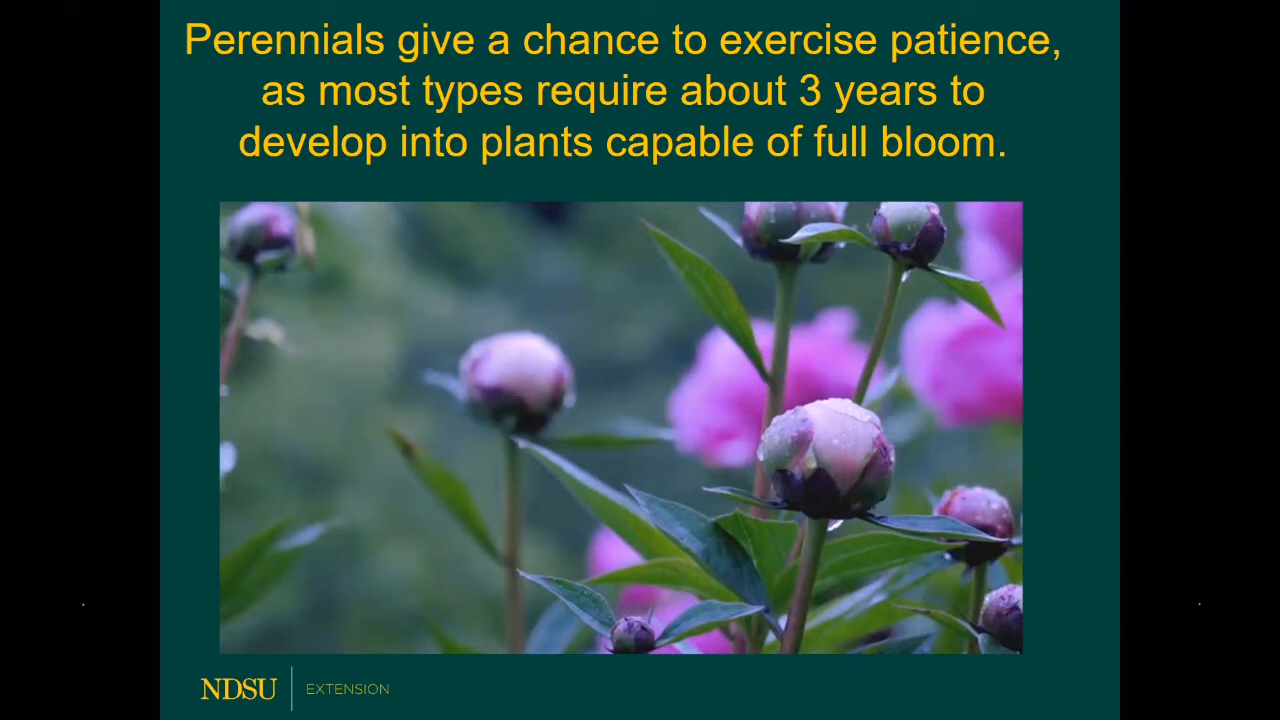 Perennials give a chance to exercise patience,
as most types require about 3 years to
develop into plants capable of full bloom.
NDSU | EXTENSION